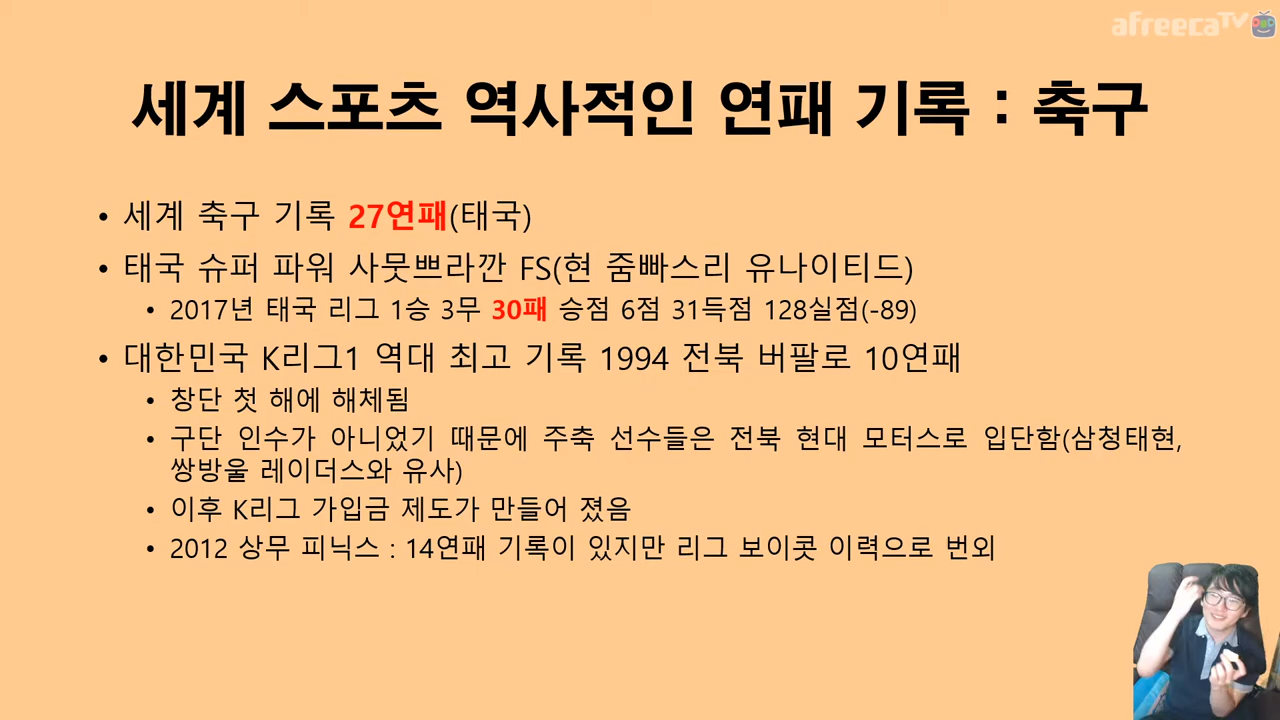 afreecaTV
세계 스포츠 역사적인 연패 기록 : 축구
• 세계 축구 기록 27연패(태국)
• 태국 슈퍼 파워 사뭇쁘라깐 FS(현 줌빠스리 유나이티드)
• 2017년 태국 리그 1승 3무 30패 승점 6점 31득점 128실점(-89)
• 대한민국 K리그1 역대 최고 기록 1994 전북 버팔로 10연패
• 창단 첫 해에 해체됨
• 구단 인수가 아니었기 때문에 주축 선수들은 전북 현대 모터스로 입단함(삼청태현,
쌍방울 레이더스와 유사)
• 이후 K리그 가입금 제도가 만들어 졌음
• 2012 상무 피닉스 : 14연패 기록이 있지만 리그 보이콧 이력으로 번외